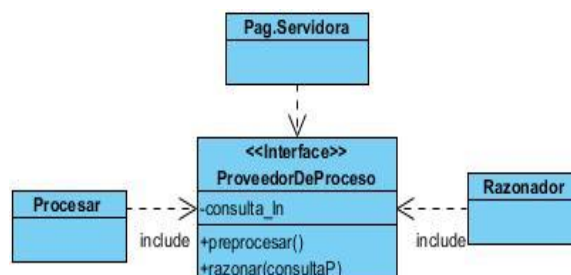 Pag.Servidora
<<Interface>>
ProveedorDeProceso
Procesar
Razonador
-consulta_In
include
include
+preprocesar()
+razonar(consultaP)